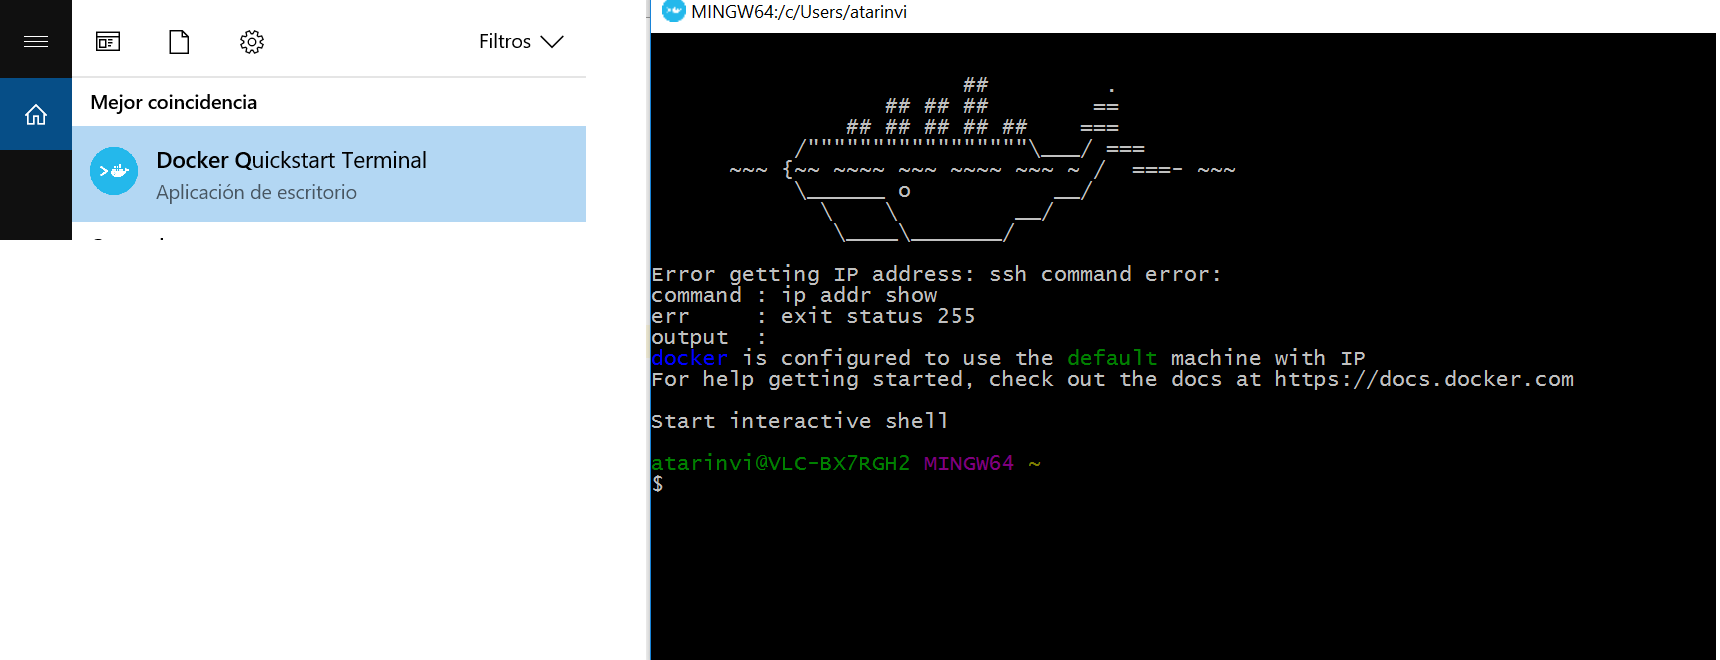 Filtros
Mejor coincidencia
Docker Quickstart Terminal
Aplicación de escritorio
MINGW64:/c/Users/atarinvi
                        ##         .
                  ## ## ##        ==
               ## ## ## ## ##    ===
           /"""""""""""""""""\___/ ===
      ~~~ {~~ ~~~~ ~~~ ~~~~ ~~~ ~ /  ===- ~~~
           \______ o           __/
             \    \         __/
              \____\_______/
Error getting IP address: ssh command error:
command : ip addr show
err     : exit status 255
output  :
docker is configured to use the default machine with IP
For help getting started, check out the docs at https://docs.docker.com
Start interactive shell
atarinvi@VLC-BX7RGH2 MINGW64 ~
$